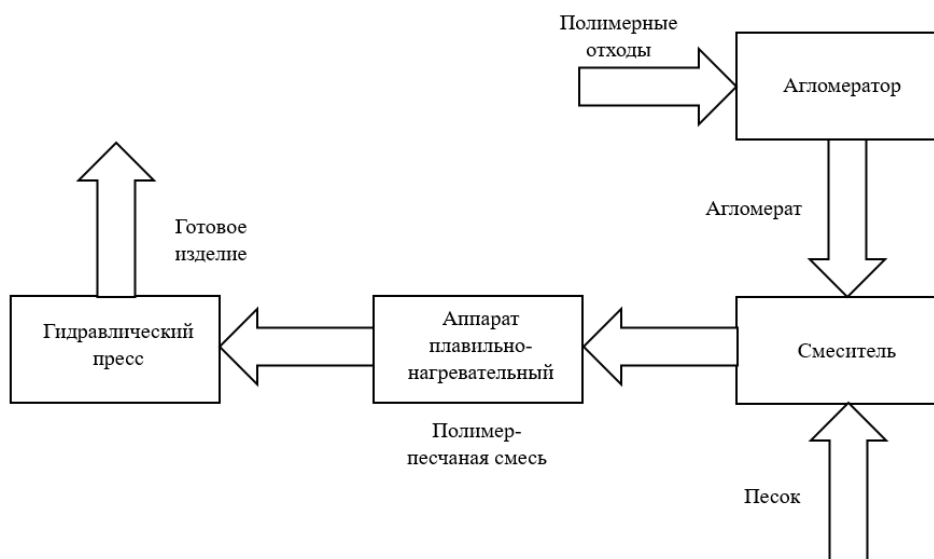 Полимерные
отходы
Агломератор
Агломерат
Готовое
изделие
Гидравлический
пресс
Аппарат
плавильно-
нагревательный
Смеситель
Полимер-
песчаная смесь
Песок